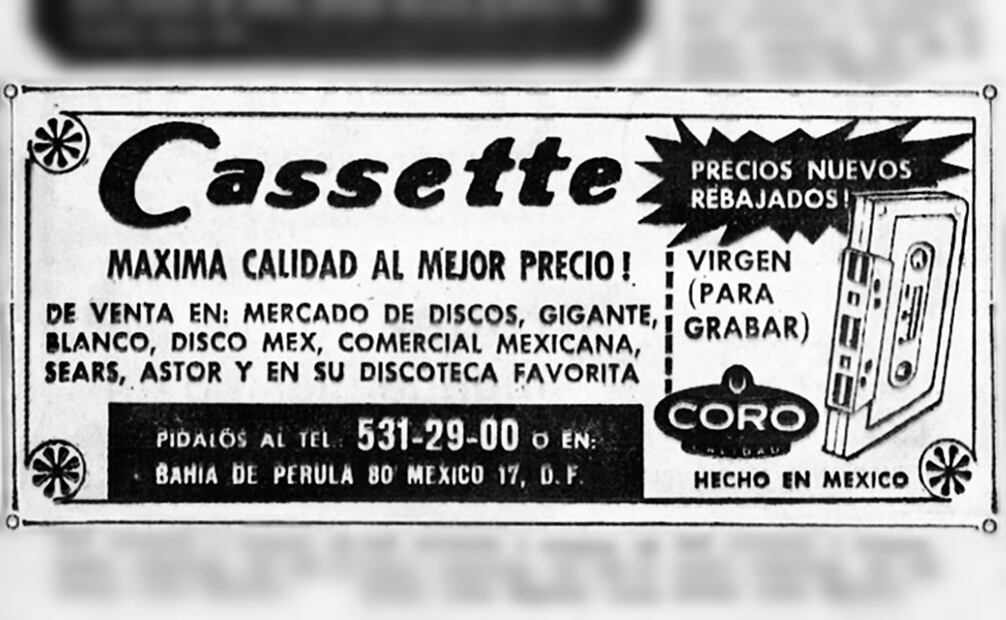 Cassette
PRECIOS NUEVOS
REBAJADOS!
MAXIMA CALIDAD AL MEJOR PRECIO!
DE VENTA EN: MERCADO DE DISCOS, GIGANTE,
BLANCO, DISCO MEX, COMERCIAL MEXICANA,
SEARS, ASTOR Y EN SU DISCOTECA FAVORITA
VIRGEN
(PARA
GRABAR)
PIDALOS AL TEL. 531-29-00 O EN:
BAHIA DE PERULA 80 MEXICO 17, D.F.
CORO
CALIDAD
HECHO EN MEXICO